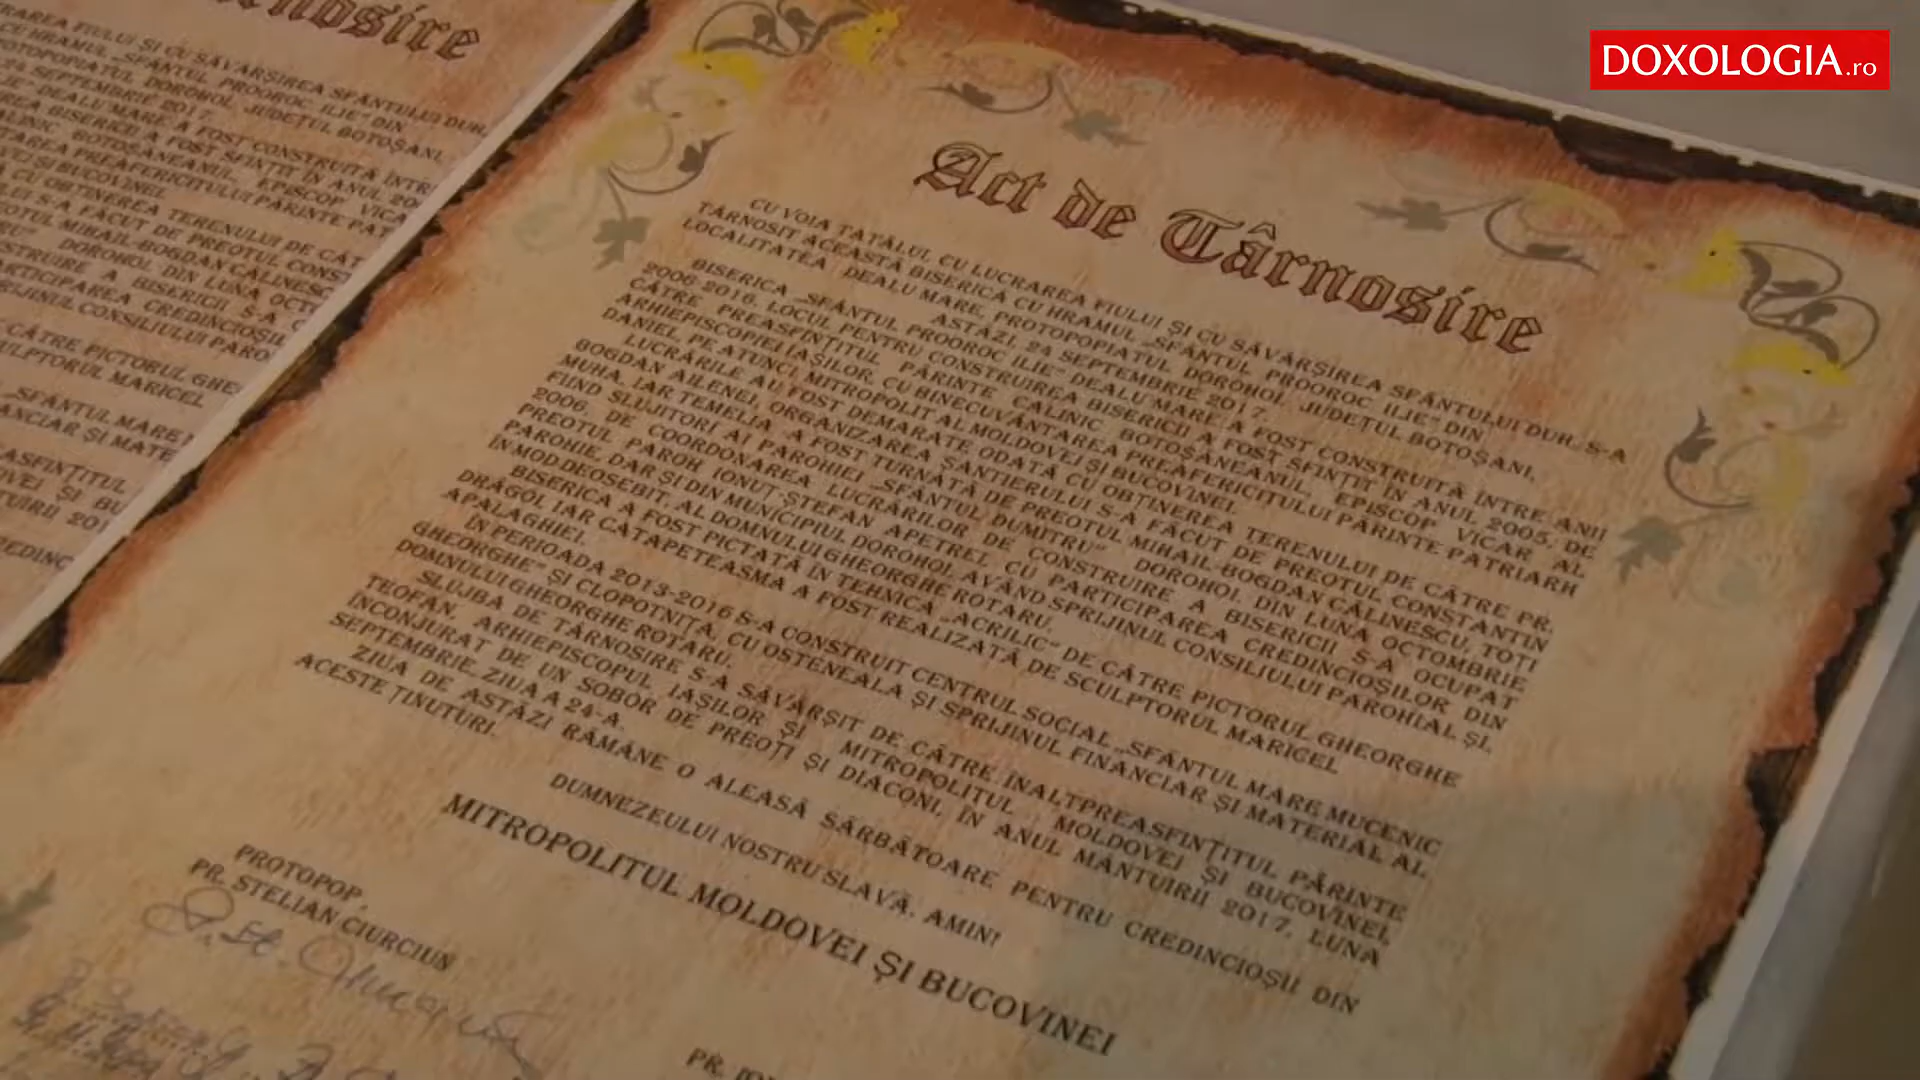 DOXOLOGIA.ro
Act de Târnosire
CU VOIA TATĂLUI, CU LUCRAREA FIULUI ȘI CU SĂVÂRȘIREA SFÂNTULUI DUH, S-A
TÂRNOSIT ACEASTĂ BISERICĂ CU HRAMUL „SFÂNTUL PROOROC ILIE” DIN
LOCALITATEA DEALU MARE, PROTOPOPIATUL DOROHOI, JUDEȚUL BOTOȘANI,
ASTĂZI, 24 SEPTEMBRIE 2017.
BISERICA „SFÂNTUL PROOROC ILIE” DEALU MARE A FOST CONSTRUITĂ ÎNTRE ANII
2006-2016. LOCUL PENTRU CONSTRUIREA BISERICII A FOST SFINȚIT ÎN ANUL 2005, DE
CĂTRE PREASFINȚITUL PĂRINTE CALINIC BOTOȘĂNEANUL, EPISCOP VICAR AL
ARHIEPISCOPIEI IAȘILOR, CU BINECUVÂNTAREA PREAFERICITULUI PĂRINTE PATRIARH
DANIEL, PE ATUNCI MITROPOLIT AL MOLDOVEI ȘI BUCOVINEI.
LUCRĂRILE AU FOST DEMARATE ODATĂ CU OBȚINEREA TERENULUI DE CĂTRE PR.
BOGDAN AILENEI, ORGANIZAREA ȘANTIERULUI S-A FĂCUT DE PREOTUL CONSTANTIN
MUHA, IAR TEMELIA A FOST TURNATĂ DE PREOTUL MIHAIL-BOGDAN CĂLINESCU, TOȚI
FIIND SLUJITORI AI PAROHIEI „SFÂNTUL DUMITRU” DOROHOI. DIN LUNA OCTOMBRIE
2006, DE COORDONAREA LUCRĂRILOR DE CONSTRUIRE A BISERICII S-A OCUPAT
PREOTUL PAROH IONUȚ-ȘTEFAN APETREI, CU PARTICIPAREA CREDINCIOȘILOR DIN
PAROHIE, DAR ȘI DIN MUNICIPIUL DOROHOI, AVÂND SPRIJINUL CONSILIULUI PAROHIAL ȘI,
ÎN MOD DEOSEBIT, AL DOMNULUI GHEORGHE ROTARU.
BISERICA A FOST PICTATĂ ÎN TEHNICA „ACRILIC” DE CĂTRE PICTORUL GHEORGHE
DRĂGOI, IAR CATAPETEASMA A FOST REALIZATĂ DE SCULPTORUL MARICEL
APALAGHIEI.
ÎN PERIOADA 2013-2016 S-A CONSTRUIT CENTRUL SOCIAL „SFÂNTUL MARE MUCENIC
GHEORGHE” ȘI CLOPOTNIȚA, CU OSTENEALA ȘI SPRIJINUL FINANCIAR ȘI MATERIAL AL
DOMNULUI GHEORGHE ROTARU.
SLUJBA DE TÂRNOSIRE S-A SĂVÂRȘIT DE CĂTRE ÎNALTPREASFINȚITUL PĂRINTE
TEOFAN, ARHIEPISCOPUL IAȘILOR ȘI MITROPOLITUL MOLDOVEI ȘI BUCOVINEI,
ÎNCONJURAT DE UN SOBOR DE PREOȚI ȘI DIACONI, ÎN ANUL MÂNTUIRII 2017, LUNA
SEPTEMBRIE, ZIUA A 24-A.
ZIUA DE ASTĂZI RĂMÂNE O ALEASĂ SĂRBĂTOARE PENTRU CREDINCIOȘII DIN
ACESTE ȚINUTURI.
DUMNEZEULUI NOSTRU SLAVĂ, AMIN!
MITROPOLITUL MOLDOVEI ȘI BUCOVINEI
PROTOPOP,
PR. STELIAN CIURCIUN
PR.